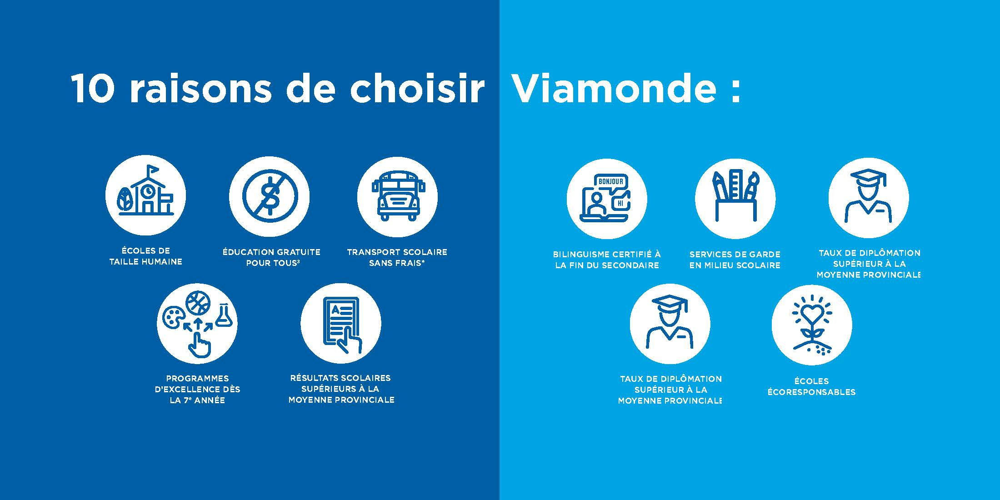 10 raisons de choisir Viamonde :
ÉCOLES DE
TAILLE HUMAINE
ÉDUCATION GRATUITE
POUR TOUS³
TRANSPORT SCOLAIRE
SANS FRAIS*
BONJOUR
HI
BILINGUISME CERTIFIÉ À
LA FIN DU SECONDAIRE
SERVICES DE GARDE
EN MILIEU SCOLAIRE
TAUX DE DIPLÔMATION
SUPÉRIEUR À LA
MOYENNE PROVINCIALE
PROGRAMMES
D'EXCELLENCE DÈS
LA 7ᵉ ANNÉE
A
RÉSULTATS SCOLAIRES
SUPÉRIEURS À LA
MOYENNE PROVINCIALE
TAUX DE DIPLÔMATION
SUPÉRIEUR À LA
MOYENNE PROVINCIALE
ÉCOLES
ÉCORESPONSABLES